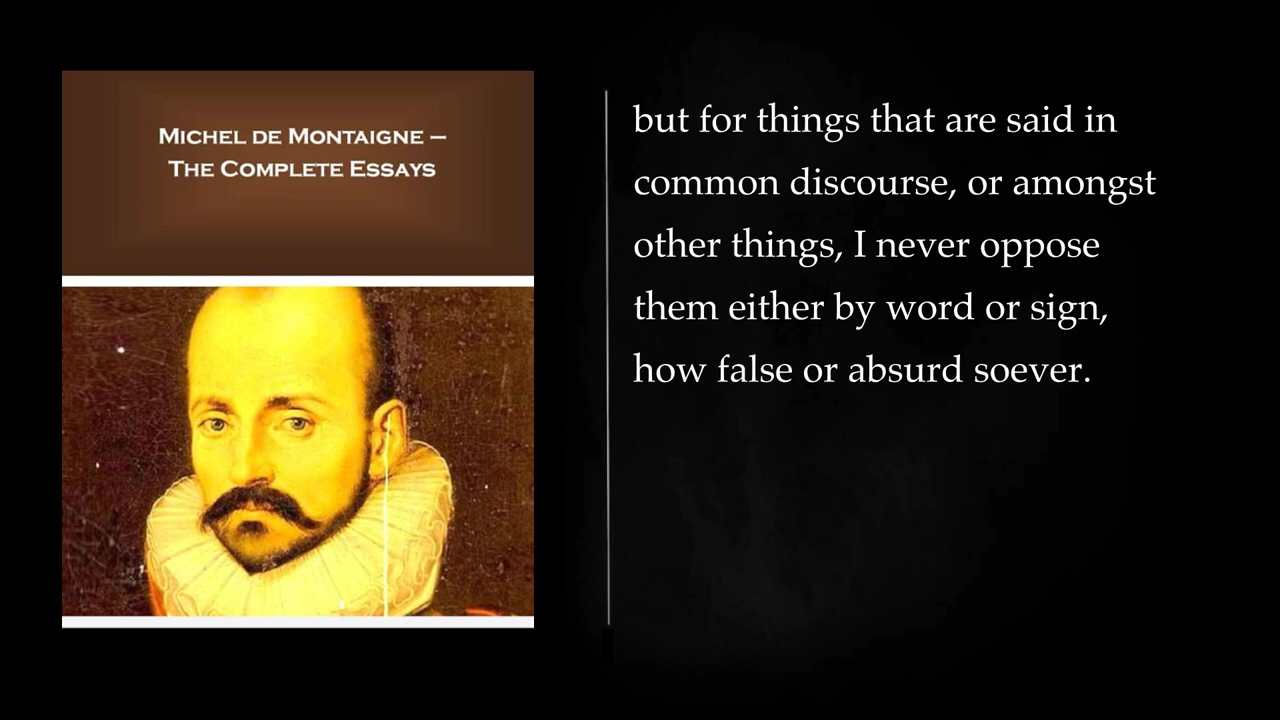 MICHEL DE MONTAIGNE –
THE COMPLETE ESSAYS
but for things that are said in
common discourse, or amongst
other things, I never oppose
them either by word or sign,
how false or absurd soever.